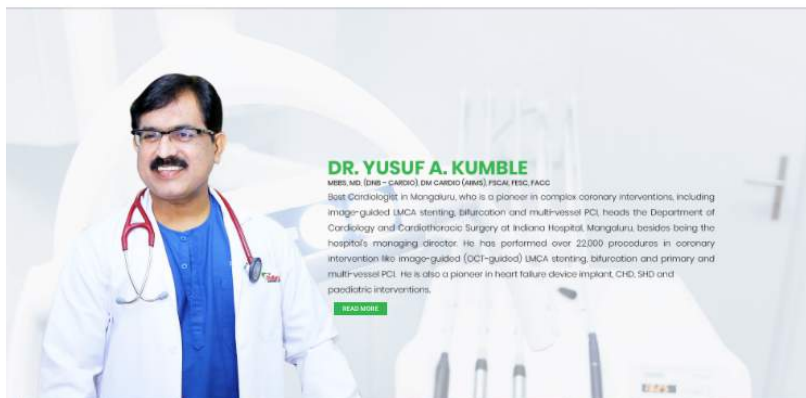 DR. YUSUF A. KUMBLE
MBBS, MD, (DNB – CARDIO), DM CARDIO (AIIMS), FSCAI, FESC, FACC
Best Cardiologist in Mangaluru, who is a pioneer in complex coronary interventions, including
image-guided LMCA stenting, bifurcation and multi-vessel PCI, heads the Department of
Cardiology and Cardiothoracic Surgery at Indiana Hospital, Mangaluru, besides being the
hospital's managing director. He has performed over 22,000 procedures in coronary
intervention like image-guided (OCT-guided) LMCA stenting, bifurcation and primary and
multi-vessel PCI. He is also a pioneer in heart failure device implant, CHD, SHD and
paediatric interventions.
READ MORE